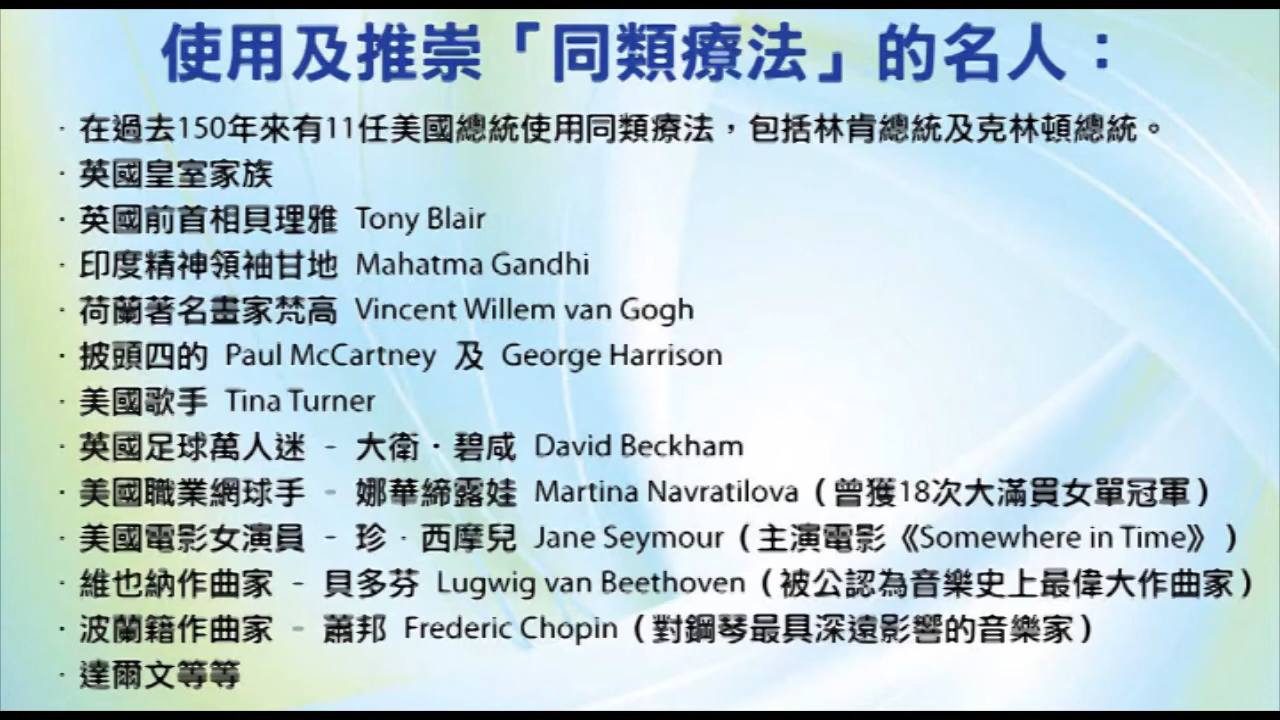 使用及推崇「同類療法」的名人：
· 在過去150年來有11任美國總統使用同類療法，包括林肯總統及克林頓總統。
· 英國皇室家族
· 英國前首相貝理雅 Tony Blair
· 印度精神領袖甘地 Mahatma Gandhi
· 荷蘭著名畫家梵高 Vincent Willem van Gogh
· 披頭四的 Paul McCartney 及 George Harrison
· 美國歌手 Tina Turner
· 英國足球萬人迷 - 大衛·碧咸 David Beckham
· 美國職業網球手 - 娜華締露娃 Martina Navratilova（曾獲18次大滿貫女單冠軍）
· 美國電影女演員 - 珍·西摩兒 Jane Seymour（主演電影《Somewhere in Time》）
· 維也納作曲家 - 貝多芬 Lugwig van Beethoven（被公認為音樂史上最偉大作曲家）
· 波蘭籍作曲家 - 蕭邦 Frederic Chopin（對鋼琴最具深遠影響的音樂家）
· 達爾文等等